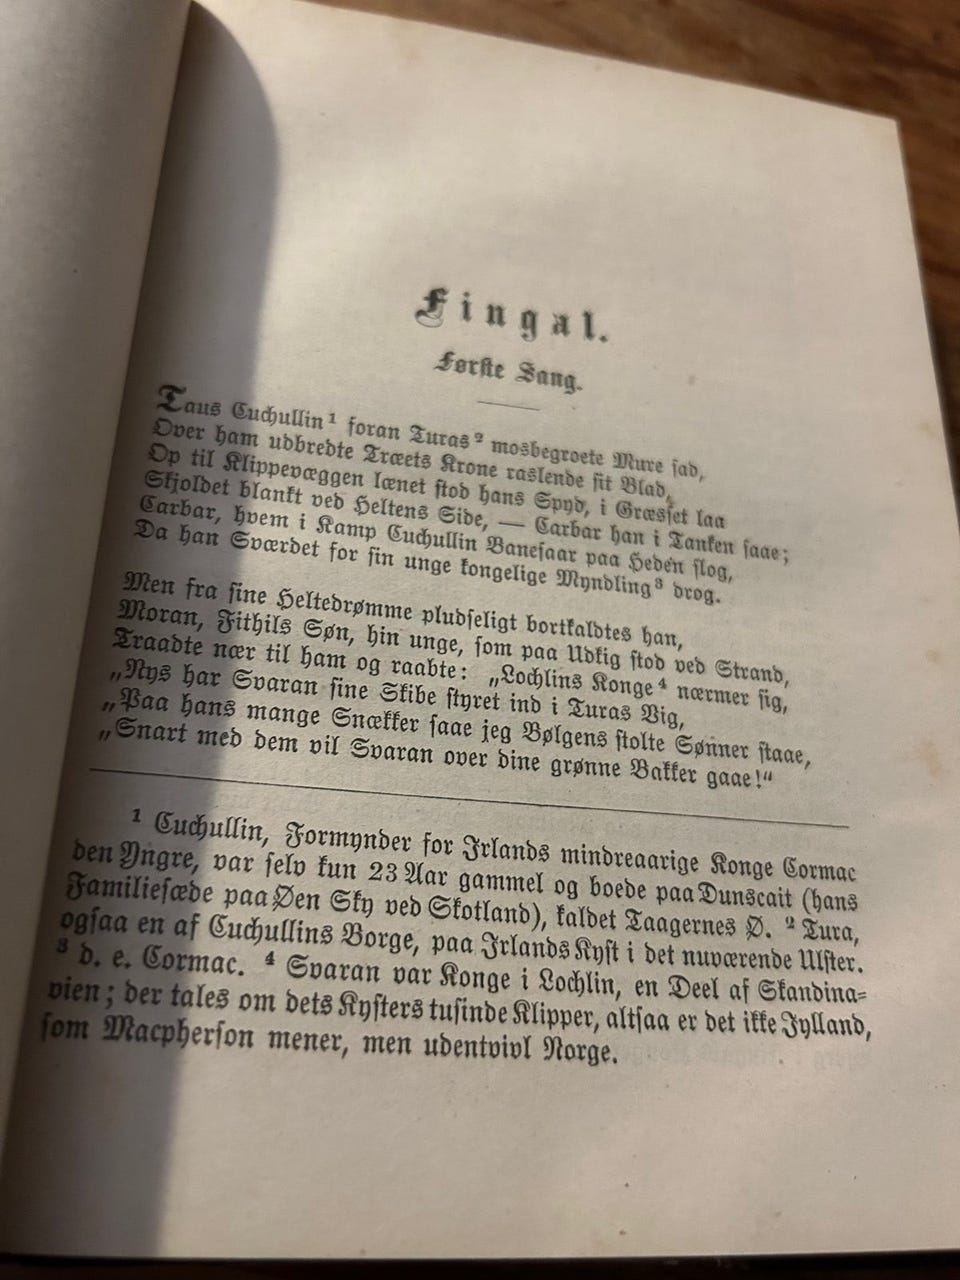 Fingal.
Første Sang.
Taus Cuchullin¹ foran Turas² mosbegroete Mure sad,
Over ham udbredte Træets Krone raslende sit Blad,
Op til Klippevæggen lænet stod hans Spyd, i Græsset laa
Skjoldet blankt ved Heltens Side, — Carbar han i Tanken saae;
Carbar, hvem i Kamp Cuchullin Banesaar paa Heden slog,
Da han Sværdet for sin unge kongelige Myndling³ drog.
Men fra sine Heltedrømme pludseligt bortkaldtes han,
Moran, Fithils Søn, hin unge, som paa Udkig stod ved Strand,
Traadte nær til ham og raabte: „Lochlins Konge⁴ nærmer sig,
„Nys har Svaran sine Skibe styret ind i Turas Vig,
„Paa hans mange Snækker saae jeg Bølgens stolte Sønner staae,
„Snart med dem vil Svaran over dine grønne Bakker gaae!“
¹ Cuchullin, Formynder for Irlands mindreaarige Konge Cormac
den Yngre, var selv kun 23 Aar gammel og boede paa Dunscait (hans
Familiesæde paa Øen Sky ved Skotland), kaldet Taagernes Ø. ² Tura,
ogsaa en af Cuchullins Borge, paa Irlands Kyst i det nuværende Ulster.
³ d. e. Cormac. ⁴ Svaran var Konge i Lochlin, en Deel af Skandina-
vien; der tales om dets Kysters tusinde Klipper, altsaa er det ikke Jylland,
som Macpherson mener, men udentvivl Norge.